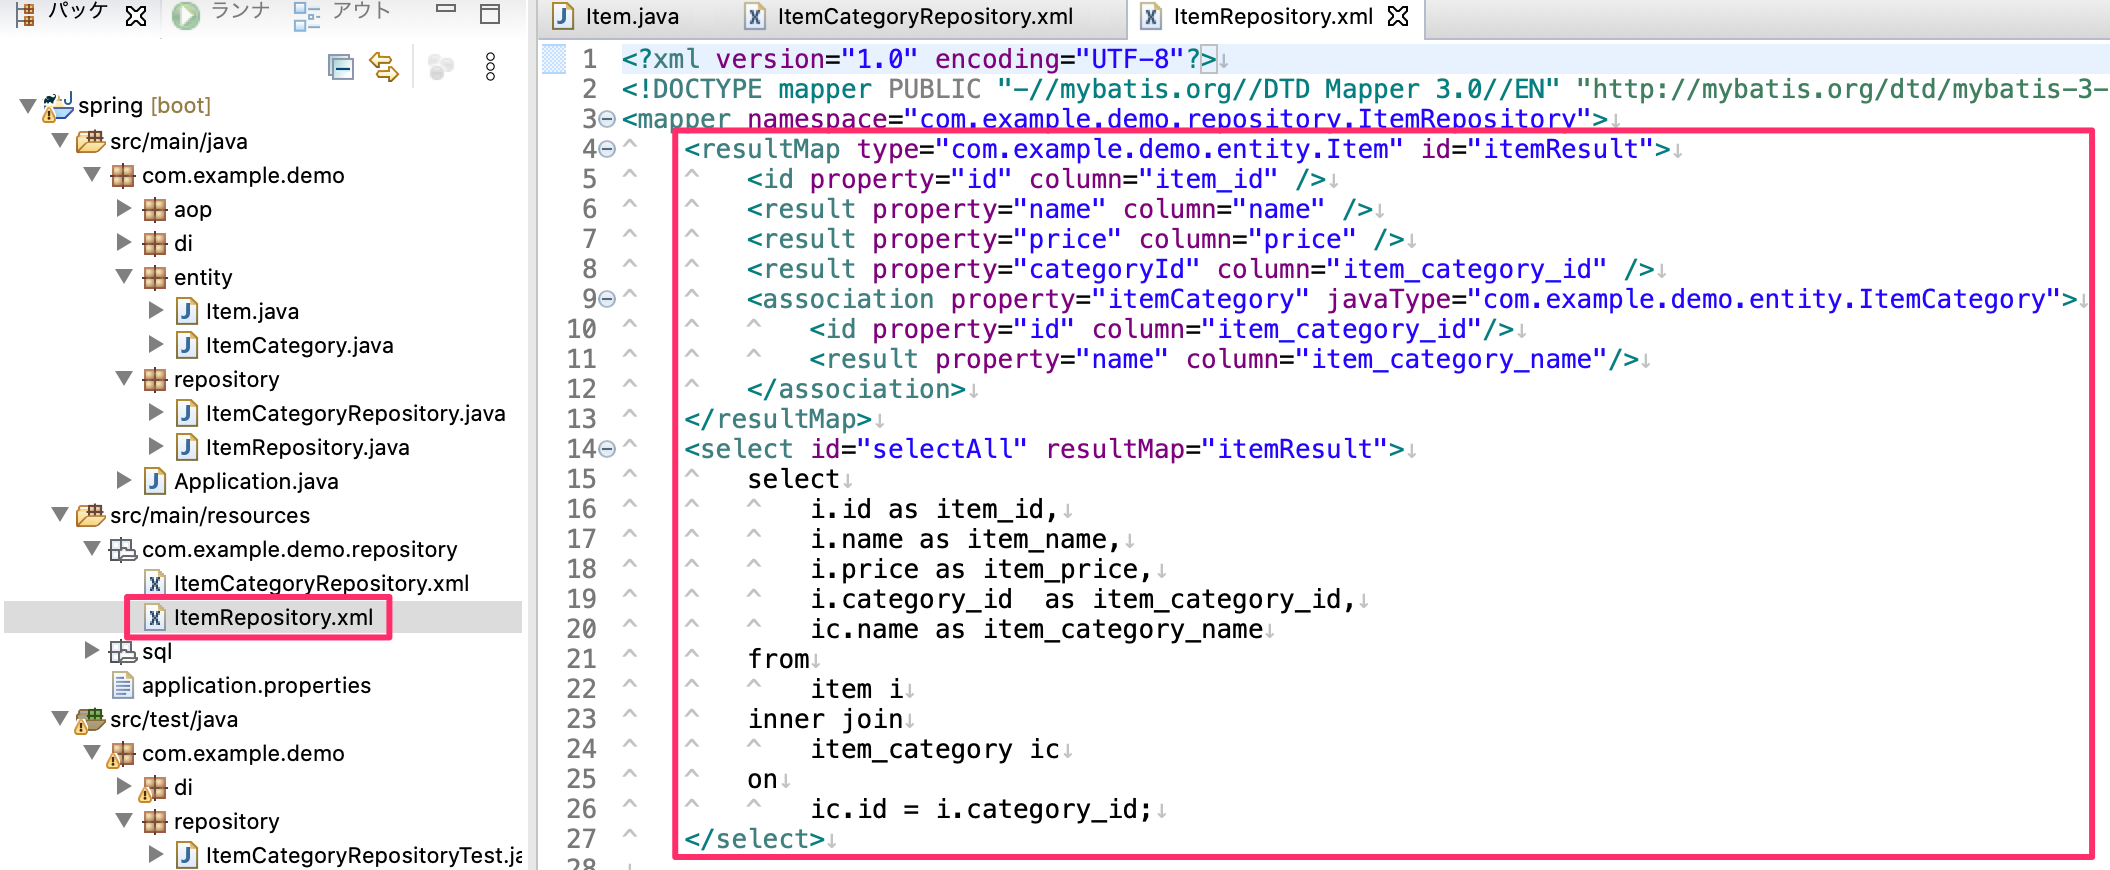 パッケ
ランナ
アウト
spring [boot]
src/main/java
com.example.demo
aop
di
entity
Item.java
ItemCategory.java
repository
ItemCategoryRepository.java
ItemRepository.java
Application.java
src/main/resources
com.example.demo.repository
ItemCategoryRepository.xml
ItemRepository.xml
sql
application.properties
src/test/java
com.example.demo
di
repository
ItemCategoryRepositoryTest.ja
Item.java ItemCategoryRepository.xml ItemRepository.xml
1 <?xml version="1.0" encoding="UTF-8"?>↓
2 <!DOCTYPE mapper PUBLIC "-//mybatis.org//DTD Mapper 3.0//EN" "http://mybatis.org/dtd/mybatis-3-
3 <mapper namespace="com.example.demo.repository.ItemRepository">↓
4 <resultMap type="com.example.demo.entity.Item" id="itemResult">↓
5 <id property="id" column="item_id" />↓
6 <result property="name" column="name" />↓
7 <result property="price" column="price" />↓
8 <result property="categoryId" column="item_category_id" />↓
9 <association property="itemCategory" javaType="com.example.demo.entity.ItemCategory">↓
10 <id property="id" column="item_category_id"/>↓
11 <result property="name" column="item_category_name"/>↓
12 </association>↓
13 </resultMap>↓
14 <select id="selectAll" resultMap="itemResult">↓
15 select↓
16 i.id as item_id,↓
17 i.name as item_name,↓
18 i.price as item_price,↓
19 i.category_id  as item_category_id,↓
20 ic.name as item_category_name↓
21 from↓
22 item i↓
23 inner join↓
24 item_category ic↓
25 on↓
26 ic.id = i.category_id;↓
27 </select>↓
28